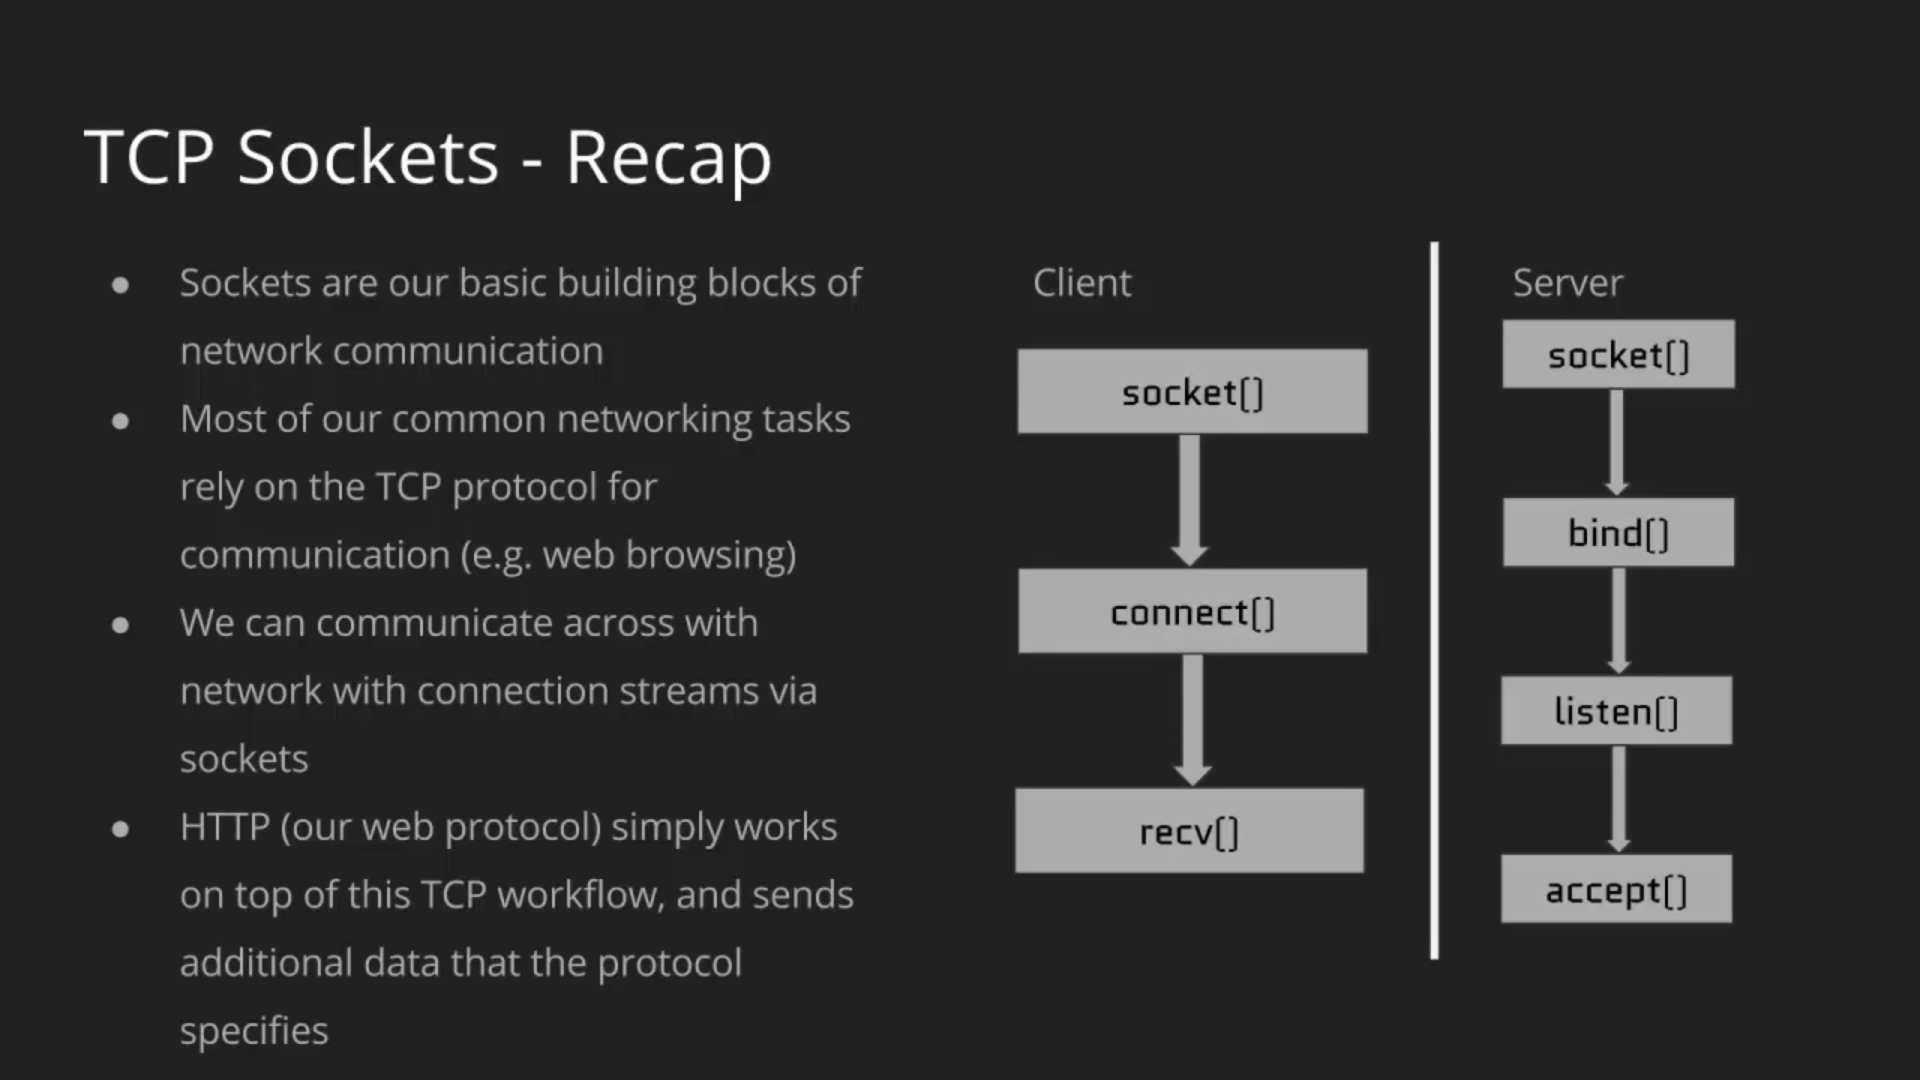 TCP Sockets - Recap
● Sockets are our basic building blocks of
network communication
● Most of our common networking tasks
rely on the TCP protocol for
communication (e.g. web browsing)
● We can communicate across with
network with connection streams via
sockets
● HTTP (our web protocol) simply works
on top of this TCP workflow, and sends
additional data that the protocol
specifies
Client
socket()
connect()
recv()
Server
socket()
bind()
listen()
accept()